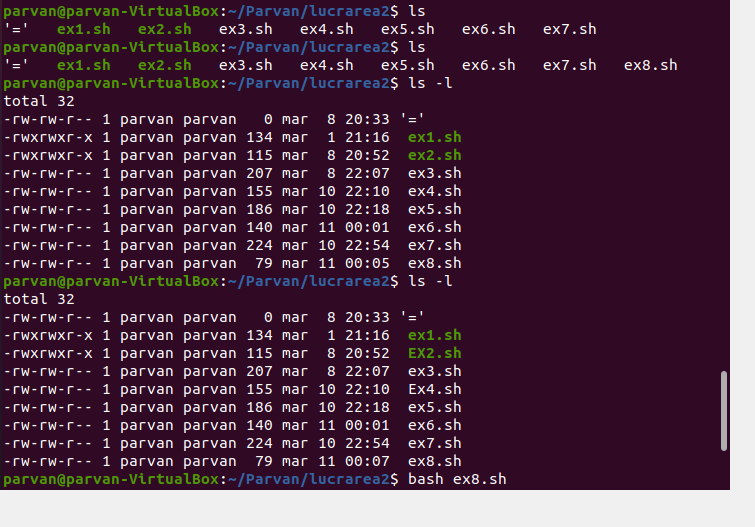 parvan@parvan-VirtualBox:~/Parvan/lucrarea2$ ls
'='   ex1.sh   ex2.sh   ex3.sh   ex4.sh   ex5.sh   ex6.sh   ex7.sh
parvan@parvan-VirtualBox:~/Parvan/lucrarea2$ ls
'='   ex1.sh   ex2.sh   ex3.sh   ex4.sh   ex5.sh   ex6.sh   ex7.sh   ex8.sh
parvan@parvan-VirtualBox:~/Parvan/lucrarea2$ ls -l
total 32
-rw-rw-r-- 1 parvan parvan   0 mar  8 20:33 '='
-rwxrwxr-x 1 parvan parvan 134 mar  1 21:16  ex1.sh
-rwxrwxr-x 1 parvan parvan 115 mar  8 20:52  ex2.sh
-rw-rw-r-- 1 parvan parvan 207 mar  8 22:07  ex3.sh
-rw-rw-r-- 1 parvan parvan 155 mar 10 22:10  ex4.sh
-rw-rw-r-- 1 parvan parvan 186 mar 10 22:18  ex5.sh
-rw-rw-r-- 1 parvan parvan 140 mar 11 00:01  ex6.sh
-rw-rw-r-- 1 parvan parvan 224 mar 10 22:54  ex7.sh
-rw-rw-r-- 1 parvan parvan  79 mar 11 00:05  ex8.sh
parvan@parvan-VirtualBox:~/Parvan/lucrarea2$ ls -l
total 32
-rw-rw-r-- 1 parvan parvan   0 mar  8 20:33 '='
-rwxrwxr-x 1 parvan parvan 134 mar  1 21:16  ex1.sh
-rwxrwxr-x 1 parvan parvan 115 mar  8 20:52  EX2.sh
-rw-rw-r-- 1 parvan parvan 207 mar  8 22:07  ex3.sh
-rw-rw-r-- 1 parvan parvan 155 mar 10 22:10  Ex4.sh
-rw-rw-r-- 1 parvan parvan 186 mar 10 22:18  ex5.sh
-rw-rw-r-- 1 parvan parvan 140 mar 11 00:01  ex6.sh
-rw-rw-r-- 1 parvan parvan 224 mar 10 22:54  ex7.sh
-rw-rw-r-- 1 parvan parvan  79 mar 11 00:07  ex8.sh
parvan@parvan-VirtualBox:~/Parvan/lucrarea2$ bash ex8.sh